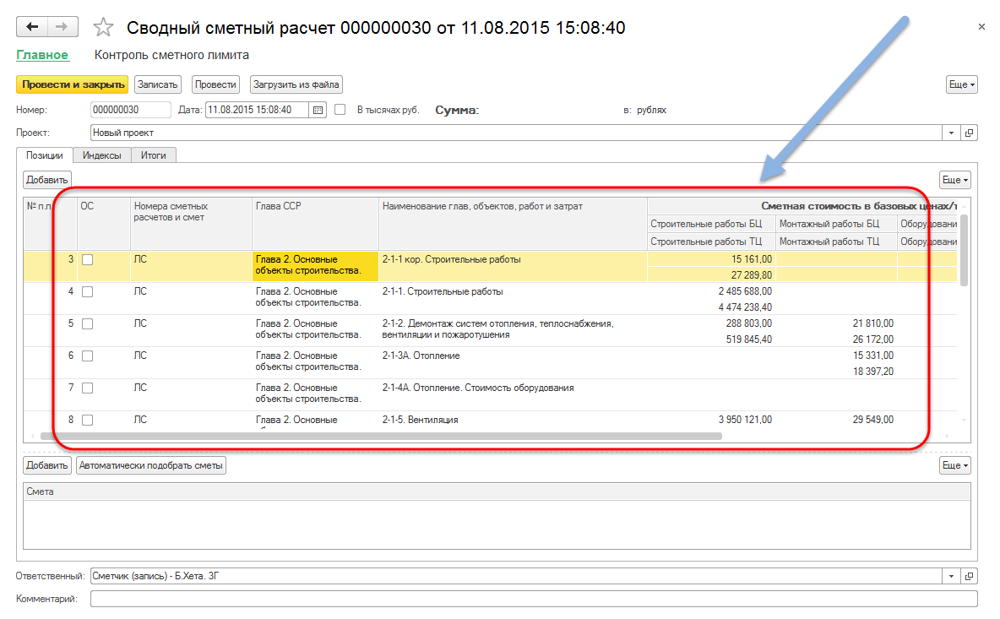 Сводный сметный расчет 000000030 от 11.08.2015 15:08:40
Главное Контроль сметного лимита
Провести и закрыть Записать Провести Загрузить из файла Еще
Номер: 000000030 Дата: 11.08.2015 15:08:40 В тысячах руб. Сумма: в: рублях
Проект: Новый проект
Позиции Индексы Итоги
Добавить Еще
№ п.п. ОС Номера сметных Глава ССР Наименование глав, объектов, работ и затрат Сметная стоимость в базовых ценах/т
расчетов и смет
Строительные работы БЦ Монтажный работы БЦ Оборудовани
Строительные работы ТЦ Монтажный работы ТЦ Оборудовани
3 ЛС Глава 2. Основные 2-1-1 кор. Строительные работы 15 161,00
объекты строительства. 27 289,80
4 ЛС Глава 2. Основные 2-1-1. Строительные работы 2 485 688,00
объекты строительства. 4 474 238,40
5 ЛС Глава 2. Основные 2-1-2. Демонтаж систем отопления, теплоснабжения, 288 803,00 21 810,00
объекты строительства. вентиляции и пожаротушения 519 845,40 26 172,00
6 ЛС Глава 2. Основные 2-1-3А. Отопление 15 331,00
объекты строительства. 18 397,20
7 ЛС Глава 2. Основные 2-1-4А. Отопление. Стоимость оборудования
объекты строительства.
8 ЛС Глава 2. Основные 2-1-5. Вентиляция 3 950 121,00 29 549,00
Добавить Автоматически подобрать сметы Еще
Смета
Ответственный: Сметчик (запись) - Б.Хета. ЗГ
Комментарий: